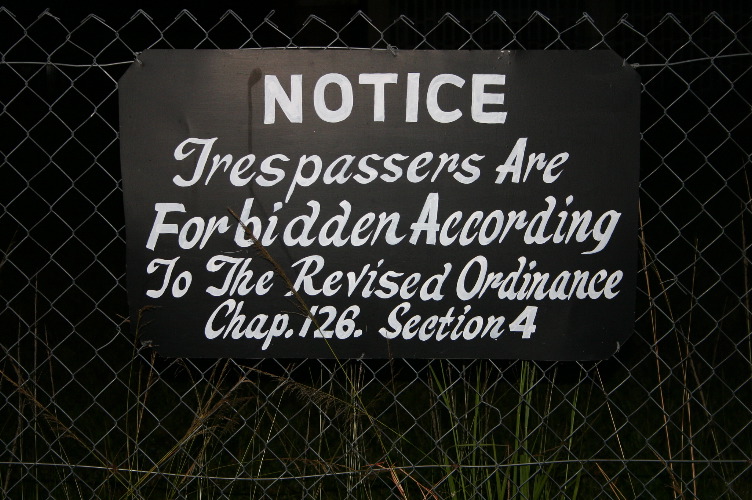 NOTICE
Trespassers Are
Forbidden According
To The Revised Ordinance
Chap. 126. Section 4